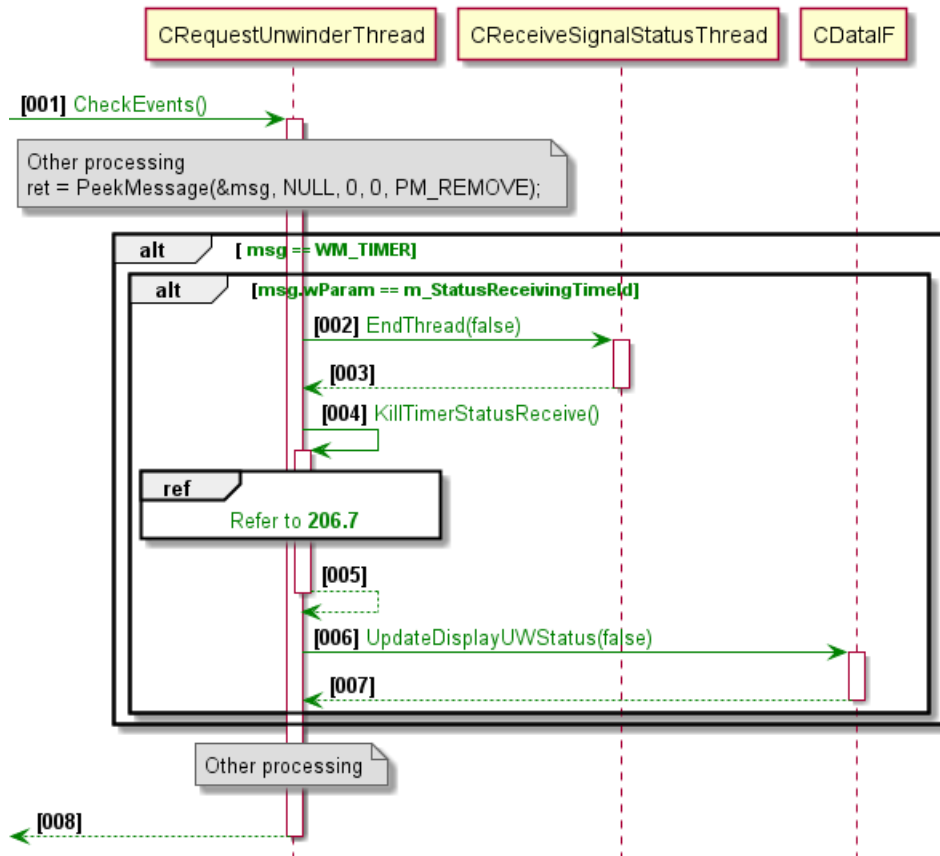 CRequestUnwinderThread
CReceiveSignalStatusThread
CDataIF
[001] CheckEvents()
Other processing
ret = PeekMessage(&msg, NULL, 0, 0, PM_REMOVE);
alt [ msg == WM_TIMER]
alt [msg.wParam == m_StatusReceivingTimeId]
[002] EndThread(false)
[003]
[004] KillTimerStatusReceive()
ref
Refer to 206.7
[005]
[006] UpdateDisplayUWStatus(false)
[007]
Other processing
[008]